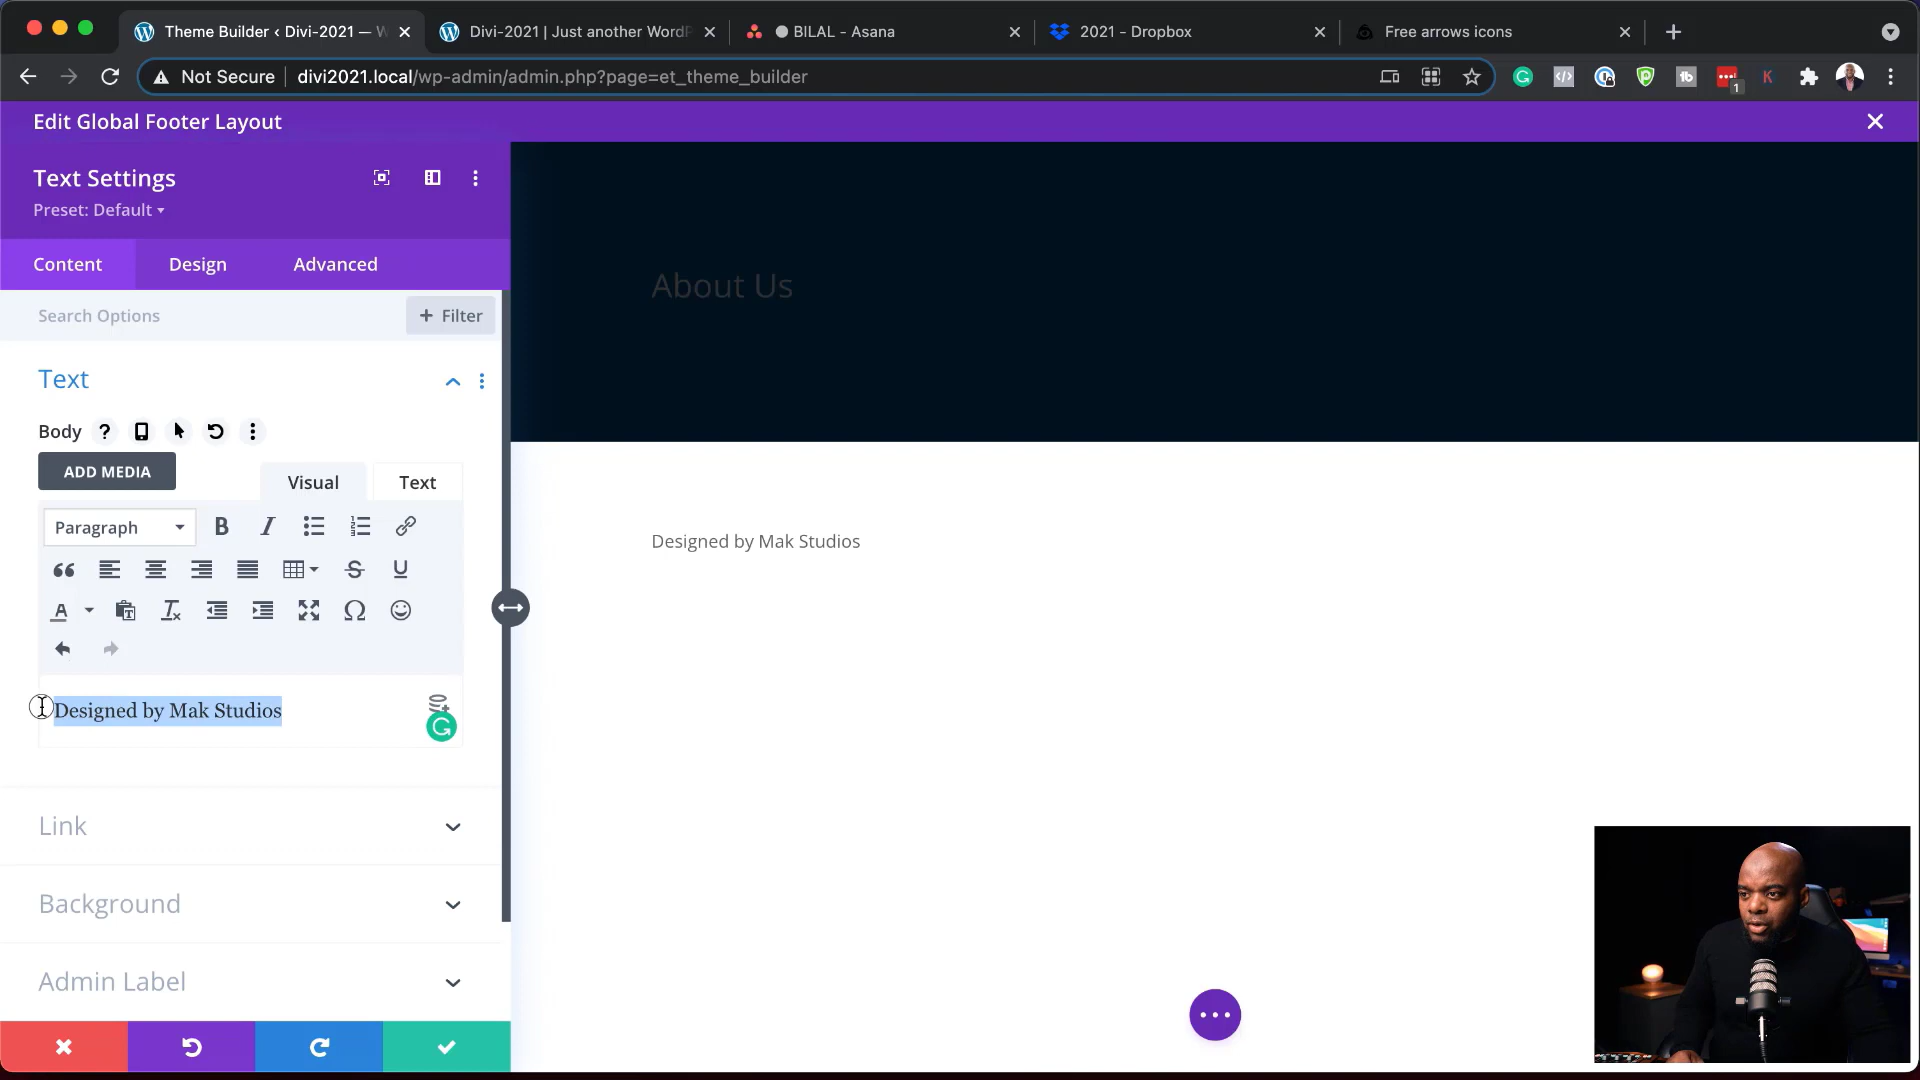 Theme Builder ‹ Divi-2021 — W
Divi-2021 | Just another WordP
BILAL - Asana
2021 - Dropbox
Free arrows icons
Not Secure
divi2021.local/wp-admin/admin.php?page=et_theme_builder
1
Edit Global Footer Layout
Text Settings
Preset: Default
Content
Design
Advanced
Search Options
+ Filter
Text
Body
ADD MEDIA
Visual
Text
Paragraph
B
I
Designed by Mak Studios
Link
Background
Admin Label
About Us
Designed by Mak Studios